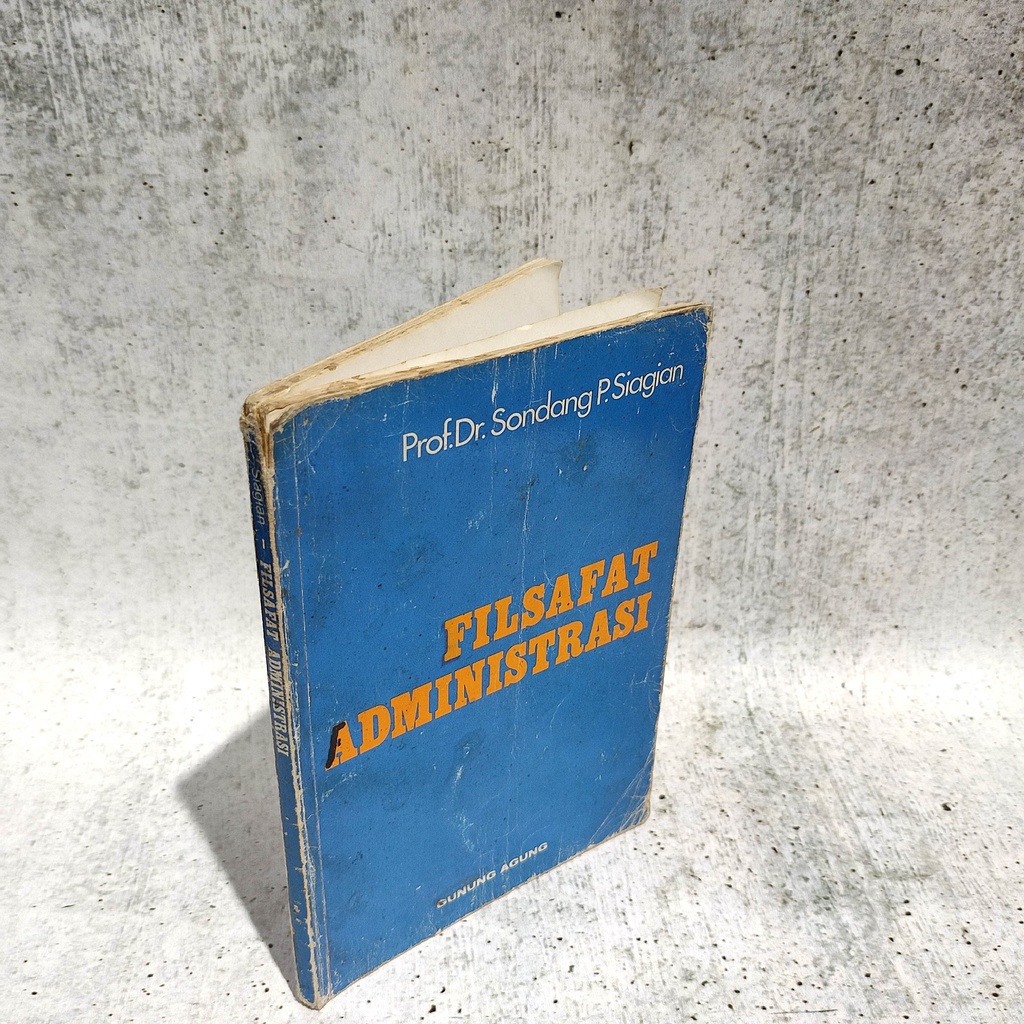 Prof.Dr. Sondang P. Siagian
FILSAFAT
ADMINISTRASI
GUNUNG AGUNG
Siagian – FILSAFAT ADMINISTRASI